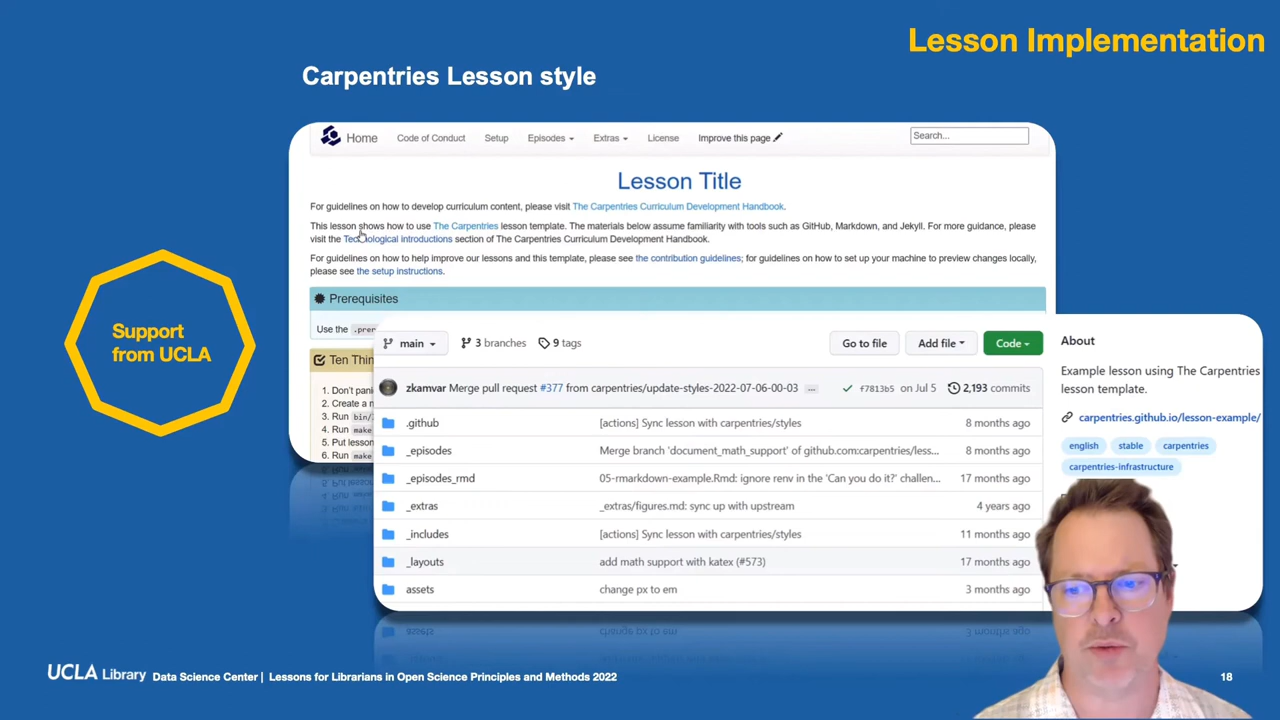 Lesson Implementation
Carpentries Lesson style
Home Code of Conduct Setup Episodes Extras License Improve this page Search...
Lesson Title
For guidelines on how to develop curriculum content, please visit The Carpentries Curriculum Development Handbook.
This lesson shows how to use The Carpentries lesson template. The materials below assume familiarity with tools such as GitHub, Markdown, and Jekyll. For more guidance, please
visit the Technological introductions section of The Carpentries Curriculum Development Handbook.
For guidelines on how to help improve our lessons and this template, please see the contribution guidelines; for guidelines on how to set up your machine to preview changes locally,
please see the setup instructions.
Prerequisites
Use the
Ten
1. Don't
2. Create a
3. Run
4. Run
5. Put
6. Run
Support
from UCLA
main 3 branches 9 tags Go to file Add file Code
zkamvar Merge pull request #377 from carpentries/update-styles-2022-07-06-00-03 ... f7813b5 on Jul 5 2,193 commits
.github [actions] Sync lesson with carpentries/styles 8 months ago
_episodes Merge branch 'document_math_support' of github.com:carpentries/less... 8 months ago
_episodes_rmd 05-rmarkdown-example.Rmd: ignore renv in the 'Can you do it?' challen... 17 months ago
_extras _extras/figures.md: sync up with upstream 4 years ago
_includes [actions] Sync lesson with carpentries/styles 11 months ago
_layouts add math support with katex (#573) 17 months ago
assets change px to em 3 months ago
About
Example lesson using The Carpentries
lesson template.
carpentries.github.io/lesson-example/
english stable carpentries
carpentries-infrastructure
UCLA Library Data Science Center | Lessons for Librarians in Open Science Principles and Methods 2022
18